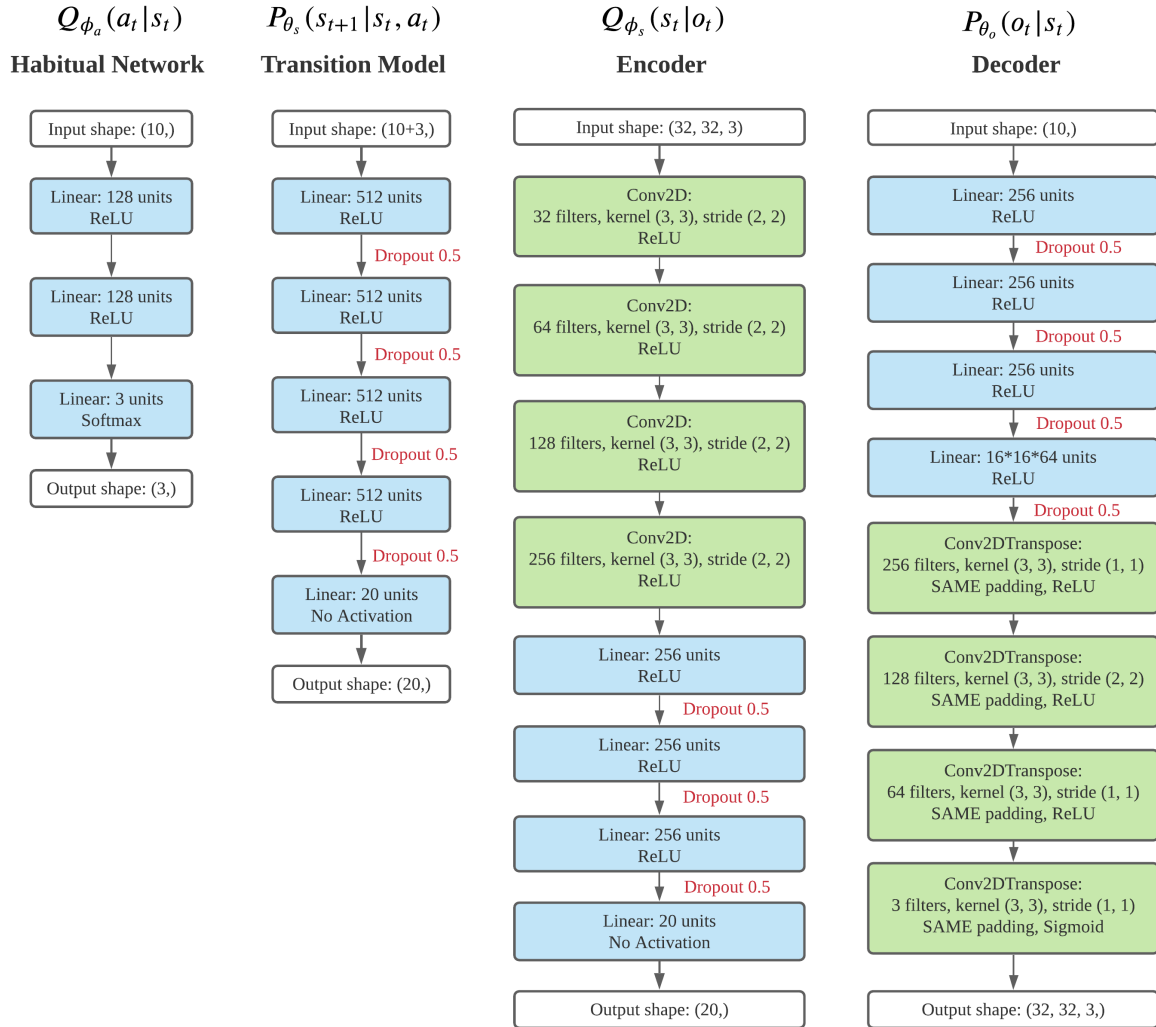 Q_{ϕ_a}(a_t|s_t)
Habitual Network
Input shape: (10,)
Linear: 128 units
ReLU
Linear: 128 units
ReLU
Linear: 3 units
Softmax
Output shape: (3,)
P_{θ_s}(s_{t+1}|s_t, a_t)
Transition Model
Input shape: (10+3,)
Linear: 512 units
ReLU
Dropout 0.5
Linear: 512 units
ReLU
Dropout 0.5
Linear: 512 units
ReLU
Dropout 0.5
Linear: 512 units
ReLU
Dropout 0.5
Linear: 20 units
No Activation
Output shape: (20,)
Q_{ϕ_s}(s_t|o_t)
Encoder
Input shape: (32, 32, 3)
Conv2D:
32 filters, kernel (3, 3), stride (2, 2)
ReLU
Conv2D:
64 filters, kernel (3, 3), stride (2, 2)
ReLU
Conv2D:
128 filters, kernel (3, 3), stride (2, 2)
ReLU
Conv2D:
256 filters, kernel (3, 3), stride (2, 2)
ReLU
Linear: 256 units
ReLU
Dropout 0.5
Linear: 256 units
ReLU
Dropout 0.5
Linear: 256 units
ReLU
Dropout 0.5
Linear: 20 units
No Activation
Output shape: (20,)
P_{θ_o}(o_t|s_t)
Decoder
Input shape: (10,)
Linear: 256 units
ReLU
Dropout 0.5
Linear: 256 units
ReLU
Dropout 0.5
Linear: 256 units
ReLU
Dropout 0.5
Linear: 16*16*64 units
ReLU
Dropout 0.5
Conv2DTranspose:
256 filters, kernel (3, 3), stride (1, 1)
SAME padding, ReLU
Conv2DTranspose:
128 filters, kernel (3, 3), stride (2, 2)
SAME padding, ReLU
Conv2DTranspose:
64 filters, kernel (3, 3), stride (1, 1)
SAME padding, ReLU
Conv2DTranspose:
3 filters, kernel (3, 3), stride (1, 1)
SAME padding, Sigmoid
Output shape: (32, 32, 3,)